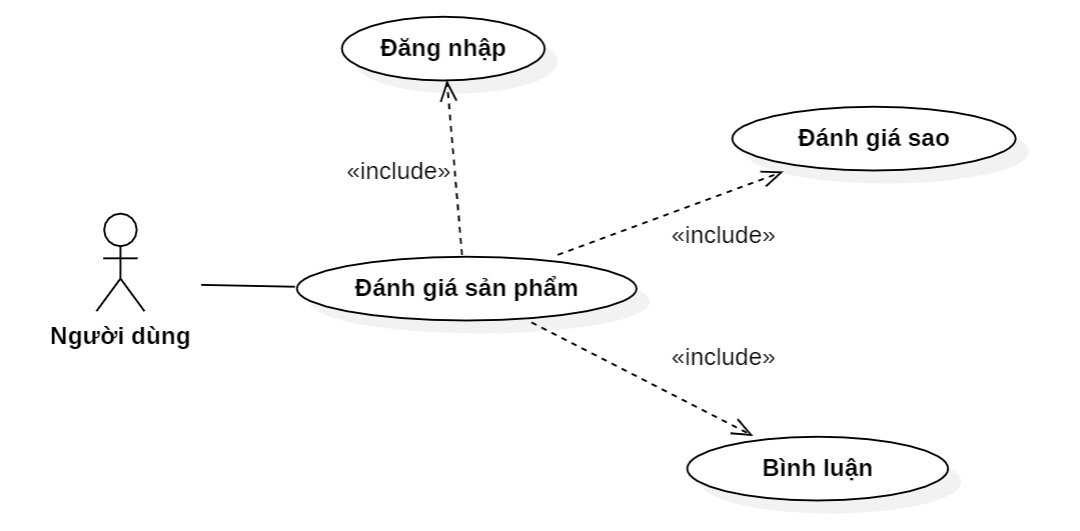 Đăng nhập
Đánh giá sao
«include»
«include»
Đánh giá sản phẩm
Người dùng
«include»
Bình luận